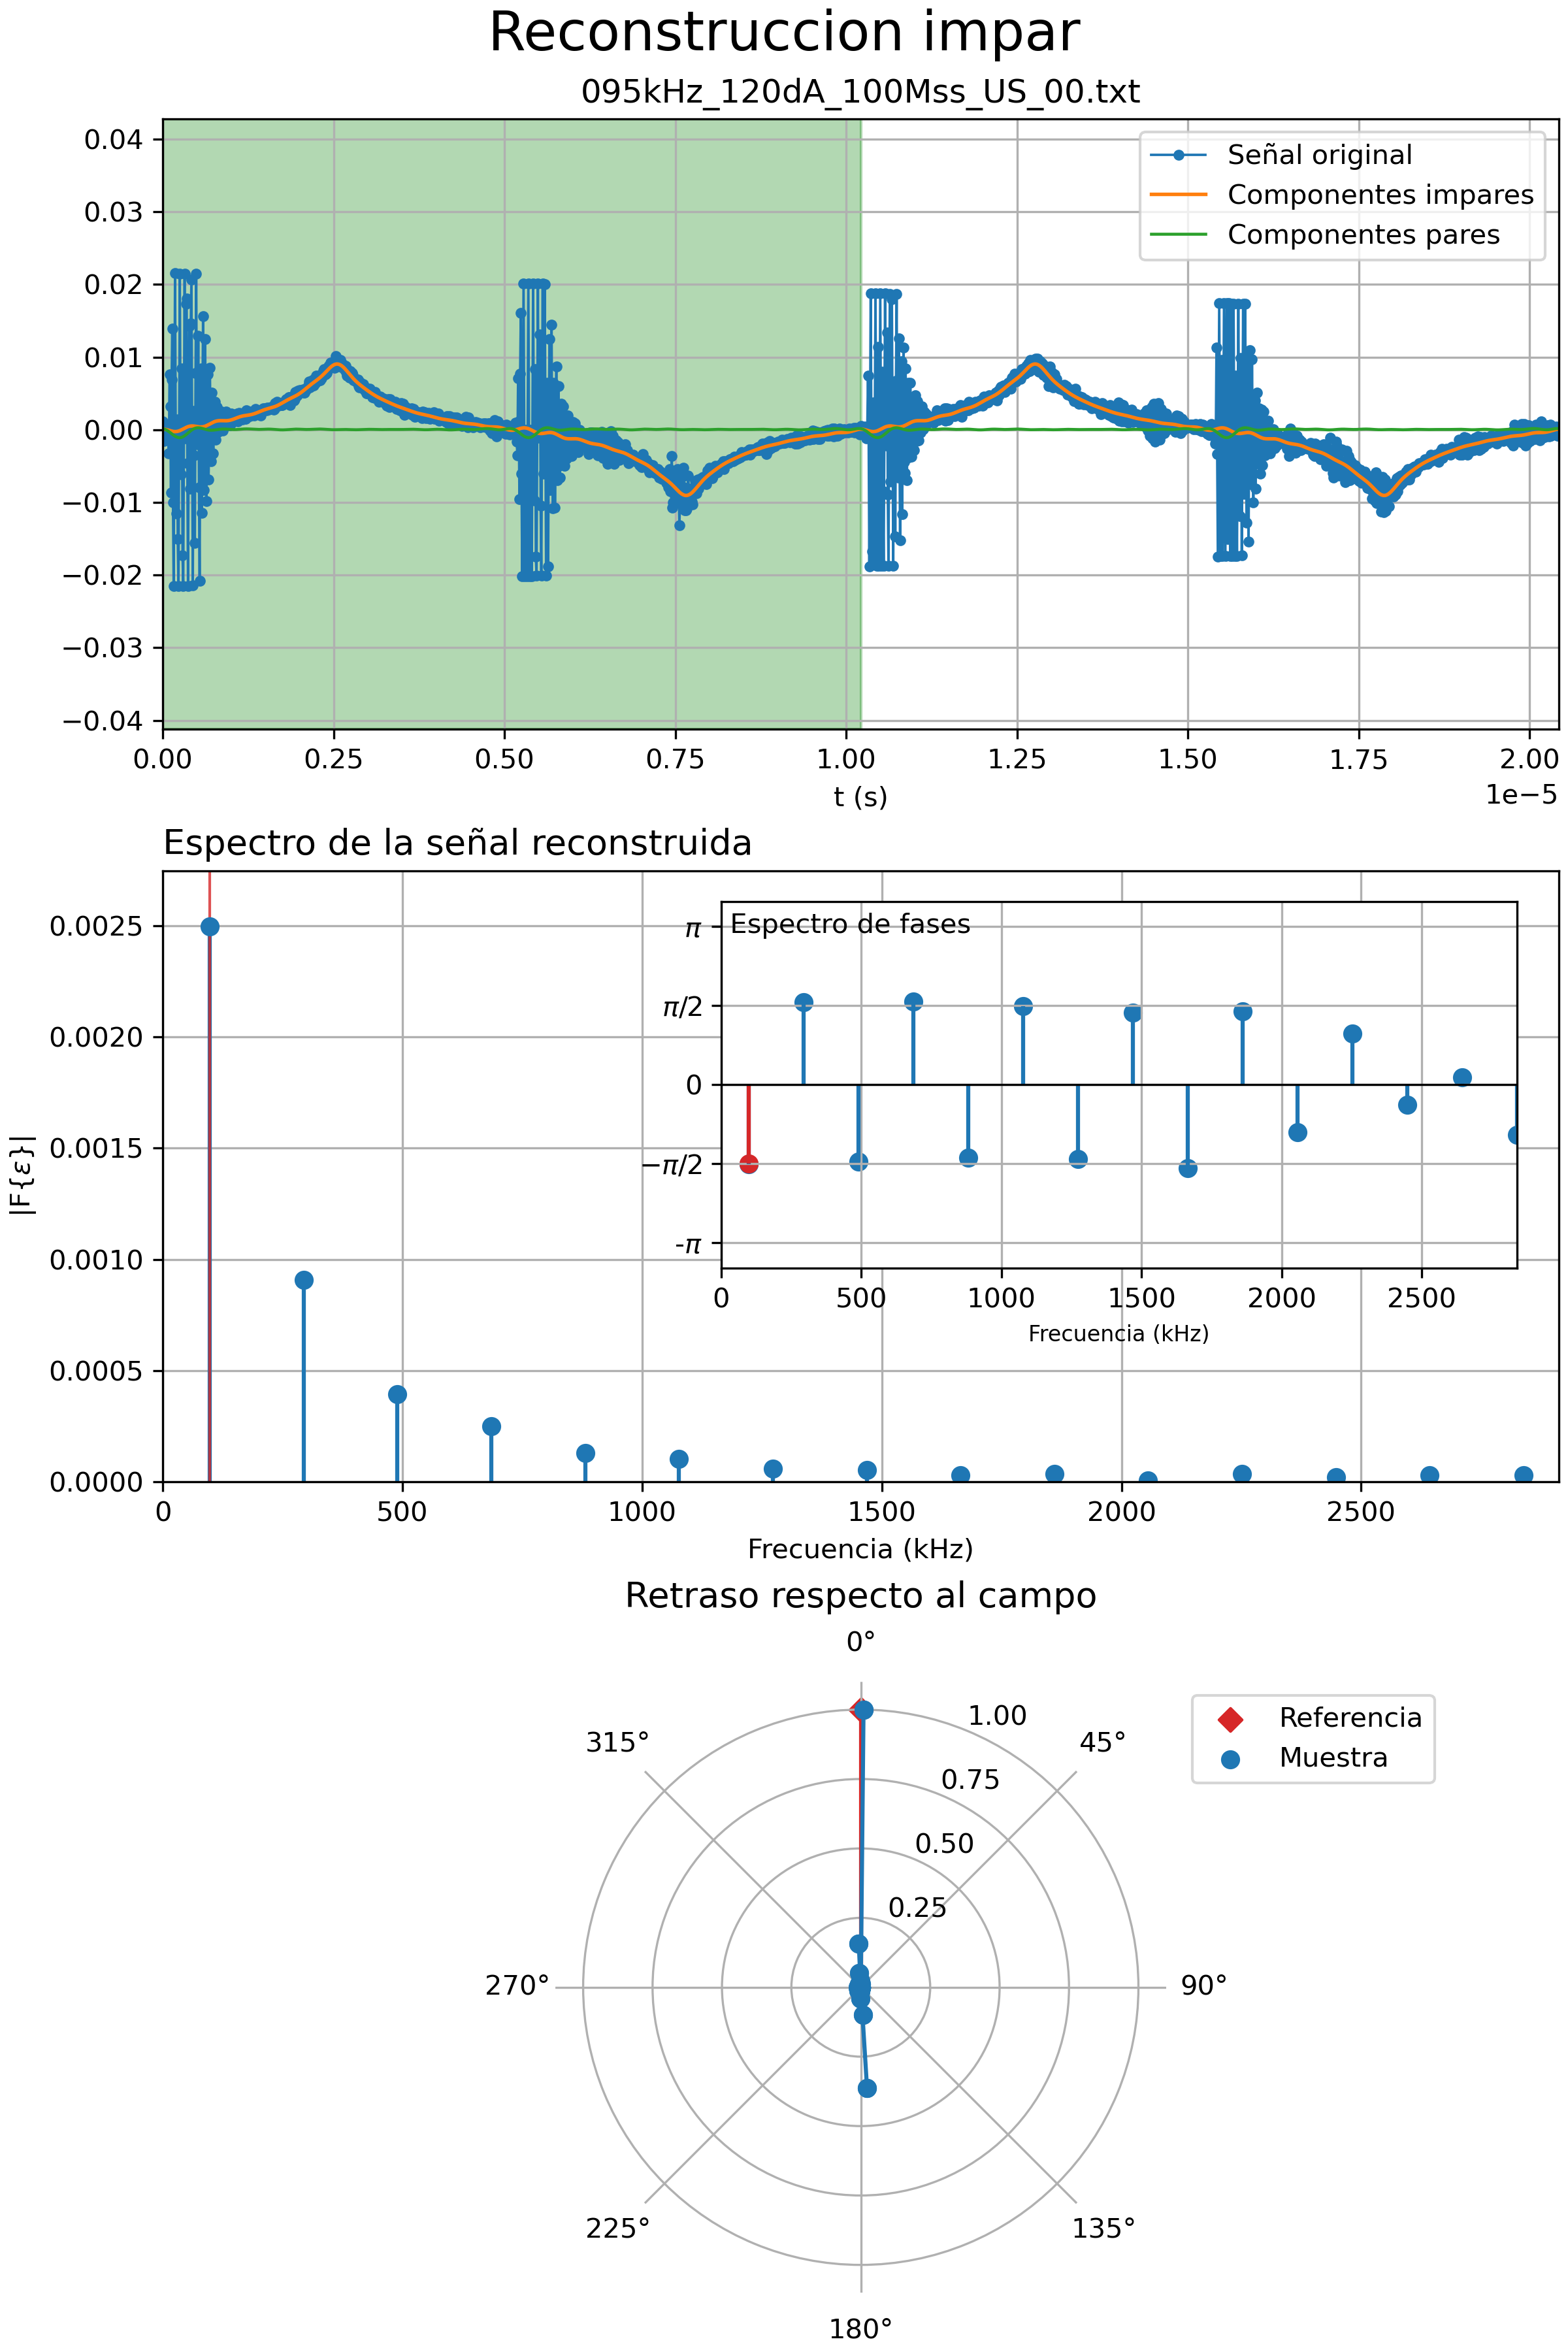 Reconstruccion impar
095kHz_120dA_100Mss_US_00.txt
0.04
0.03
0.02
0.01
0.00
−0.01
−0.02
−0.03
−0.04
Señal original
Componentes impares
Componentes pares
0.00 0.25 0.50 0.75 1.00 1.25 1.50 1.75 2.00
t (s)
1e−5
Espectro de la señal reconstruida
|F{ε}|
0.0025
0.0020
0.0015
0.0010
0.0005
0.0000
Espectro de fases
π
π/2
0
−π/2
-π
0 500 1000 1500 2000 2500
Frecuencia (kHz)
0 500 1000 1500 2000 2500
Frecuencia (kHz)
Retraso respecto al campo
0°
45°
90°
135°
180°
225°
270°
315°
1.00
0.75
0.50
0.25
Referencia
Muestra